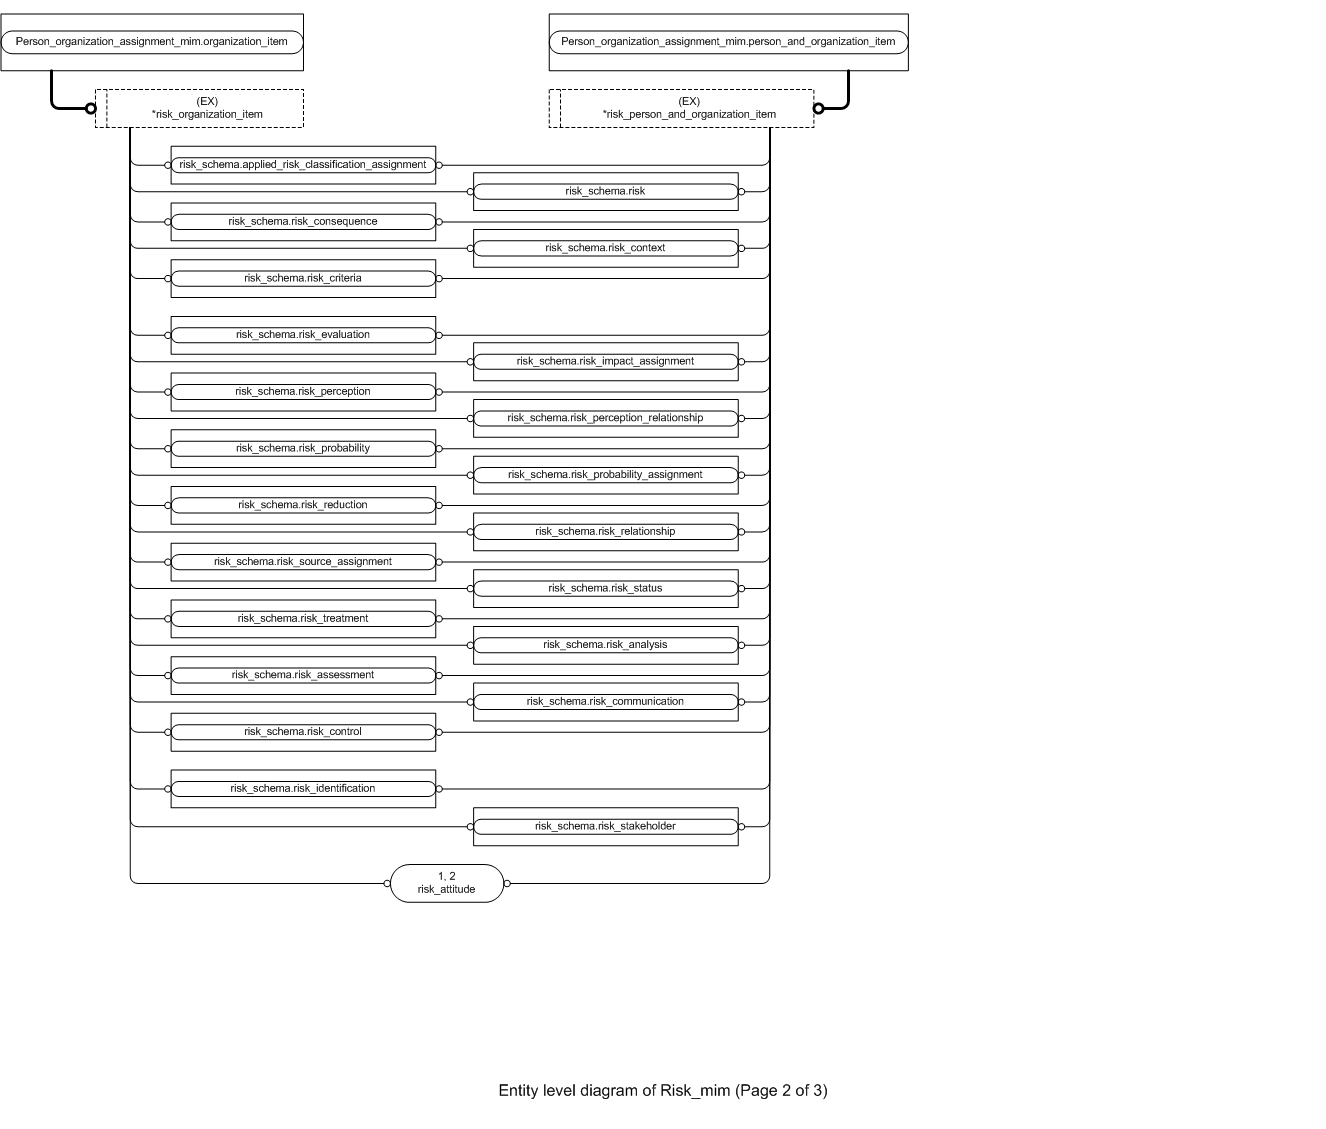 Person_organization_assignment_mim.organization_item
Person_organization_assignment_mim.person_and_organization_item
(EX)
*risk_organization_item
(EX)
*risk_person_and_organization_item
risk_schema.applied_risk_classification_assignment
risk_schema.risk
risk_schema.risk_consequence
risk_schema.risk_context
risk_schema.risk_criteria
risk_schema.risk_evaluation
risk_schema.risk_impact_assignment
risk_schema.risk_perception
risk_schema.risk_perception_relationship
risk_schema.risk_probability
risk_schema.risk_probability_assignment
risk_schema.risk_reduction
risk_schema.risk_relationship
risk_schema.risk_source_assignment
risk_schema.risk_status
risk_schema.risk_treatment
risk_schema.risk_analysis
risk_schema.risk_assessment
risk_schema.risk_communication
risk_schema.risk_control
risk_schema.risk_identification
risk_schema.risk_stakeholder
1, 2
risk_attitude
Entity level diagram of Risk_mim (Page 2 of 3)